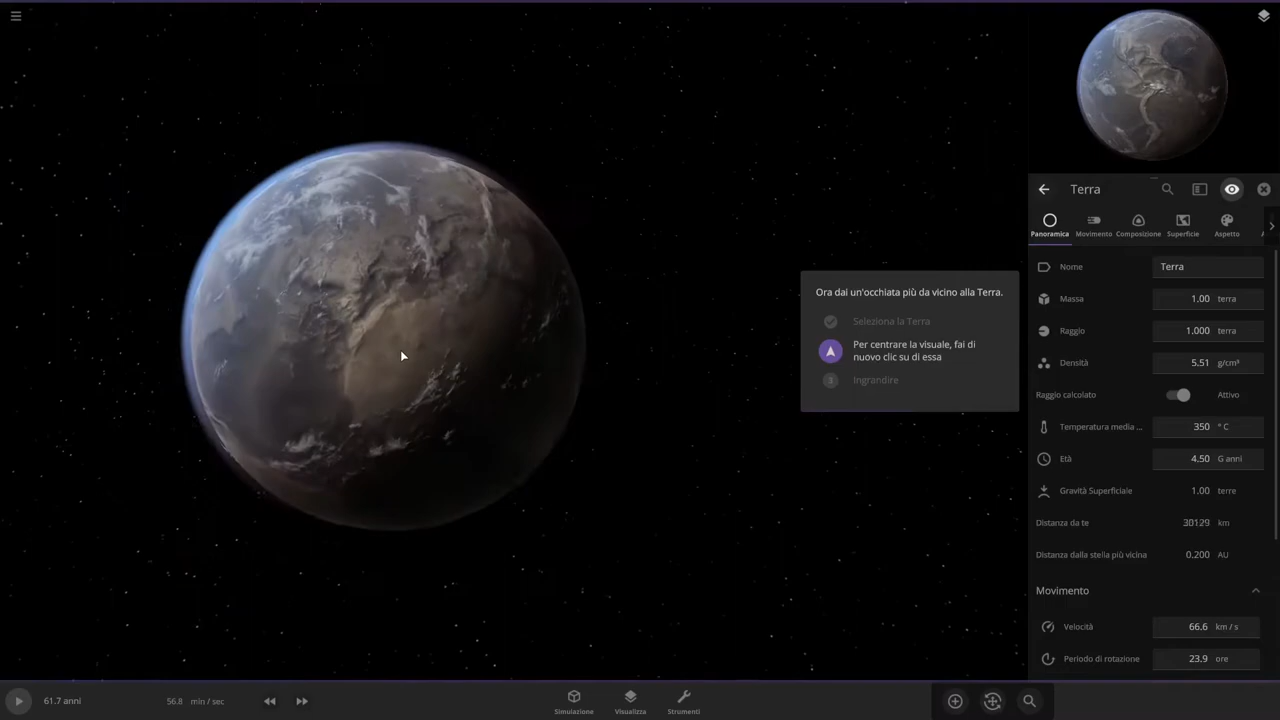 Terra
Panoramica Movimento Composizione Superficie Aspetto
Nome Terra
Massa 1.00 terra
Raggio 1.000 terra
Densità 5.51 g/cm³
Raggio calcolato Attivo
Temperatura media ... 350 ° C
Età 4.50 G anni
Gravità Superficiale 1.00 terre
Distanza da te km
Distanza dalla stella più vicina 0.200 AU
Movimento
Velocità 66.6 km / s
Periodo di rotazione 23.9 ore
Ora dai un'occhiata più da vicino alla Terra.
Seleziona la Terra
Per centrare la visuale, fai di
nuovo clic su di essa
3 Ingrandire
61.7 anni 56.8 min / sec
Simulazione Visualizza Strumenti